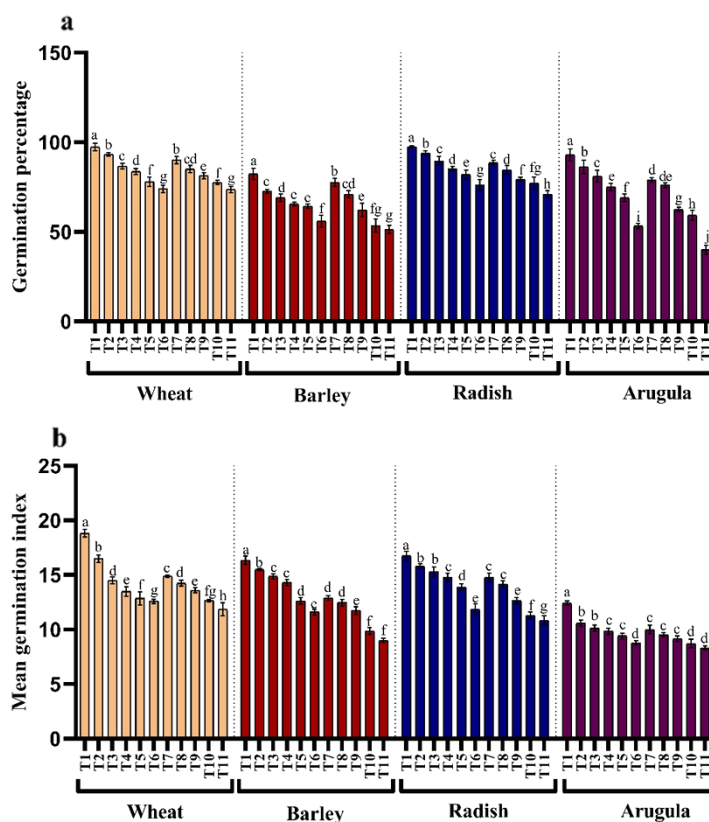 a
Germination percentage
150
100
50
0
a b c d f g b cd e f g
a b c c c f b cd e fg g
a b c d e g c d f fg h
a b c e f i d de g h j
T1 T2 T3 T4 T5 T6 T7 T8 T9 T10 T11
T1 T2 T3 T4 T5 T6 T7 T8 T9 T10 T11
T1 T2 T3 T4 T5 T6 T7 T8 T9 T10 T11
T1 T2 T3 T4 T5 T6 T7 T8 T9 T10 T11
Wheat Barley Radish Arugula
b
Mean germination index
25
20
15
10
5
0
a b d e f g c d e fg h
a b c c d e d d e f f
a b b c d e c d e f g
a b b c c d b c c d d
T1 T2 T3 T4 T5 T6 T7 T8 T9 T10 T11
T1 T2 T3 T4 T5 T6 T7 T8 T9 T10 T11
T1 T2 T3 T4 T5 T6 T7 T8 T9 T10 T11
T1 T2 T3 T4 T5 T6 T7 T8 T9 T10 T11
Wheat Barley Radish Arugula